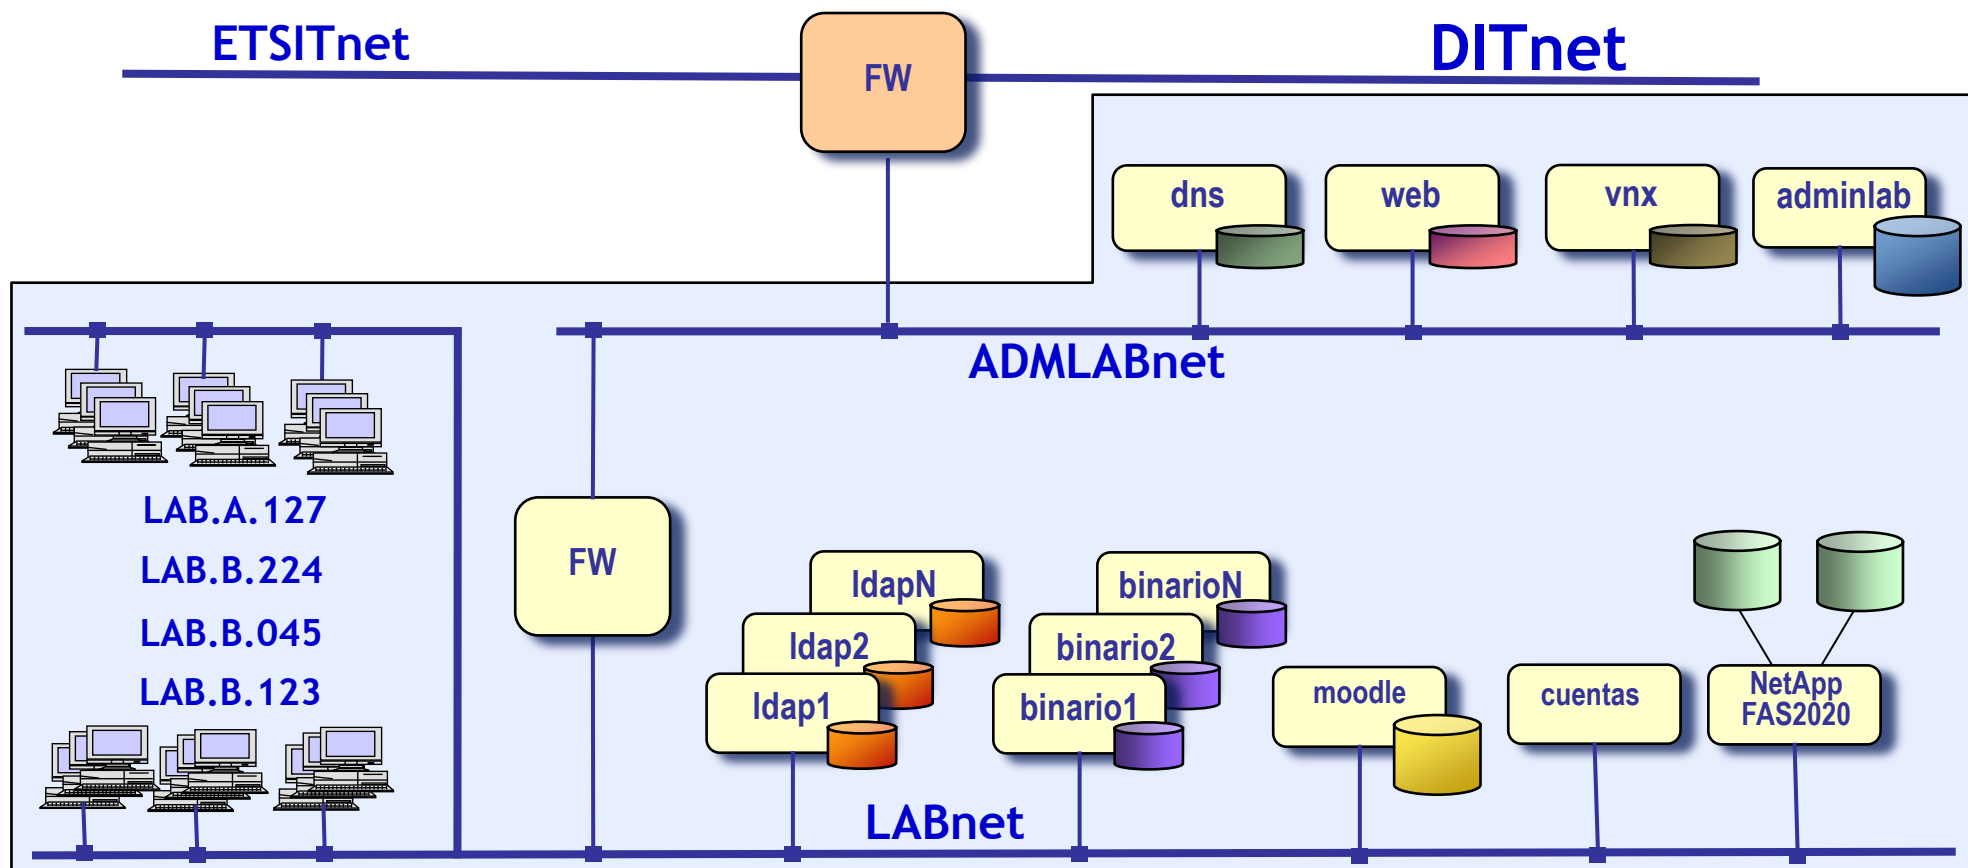 ETSITnet
FW
DITnet
dns
web
vnx
adminlab
ADMLABnet
LAB.A.127
LAB.B.224
LAB.B.045
LAB.B.123
FW
ldapN
ldap2
ldap1
binarioN
binario2
binario1
moodle
cuentas
NetApp
FAS2020
LABnet